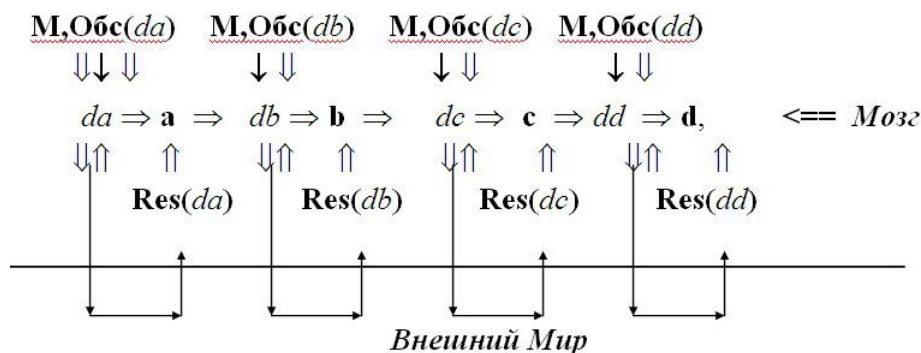 М,Обс(da) М,Обс(db) М,Обс(dc) М,Обс(dd)
⇓↓⇓ ↓⇓ ↓⇓ ↓⇓
da ⇒ a ⇒ db ⇒ b ⇒ dc ⇒ c ⇒ dd ⇒ d, <== Мозг
⇓⇑ ⇑ ⇓⇑ ⇑ ⇓⇑ ⇑ ⇓⇑ ⇑
Res(da) Res(db) Res(dc) Res(dd)
Внешний Мир